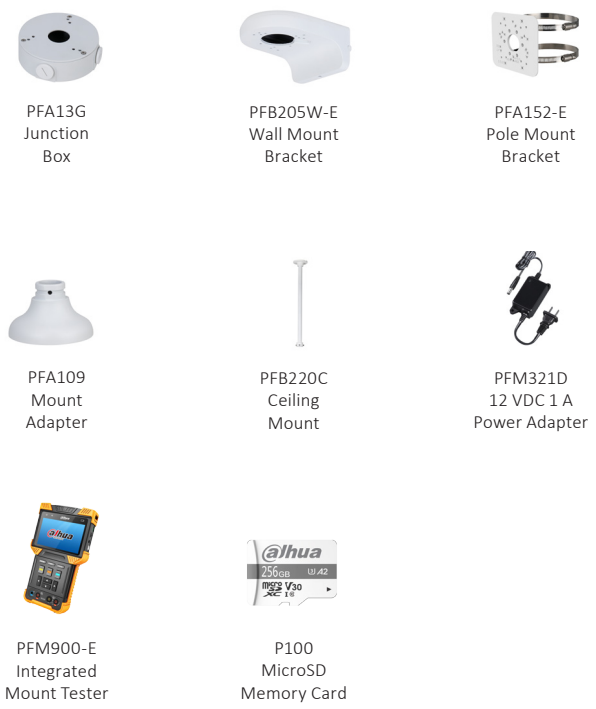 PFA13G
Junction
Box
PFB205W-E
Wall Mount
Bracket
PFA152-E
Pole Mount
Bracket
PFA109
Mount
Adapter
PFB220C
Ceiling
Mount
PFM321D
12 VDC 1 A
Power Adapter
alhua
PFM900-E
Integrated
Mount Tester
alhua
256GB U3 A2
micro SD XC V30
I
P100
MicroSD
Memory Card